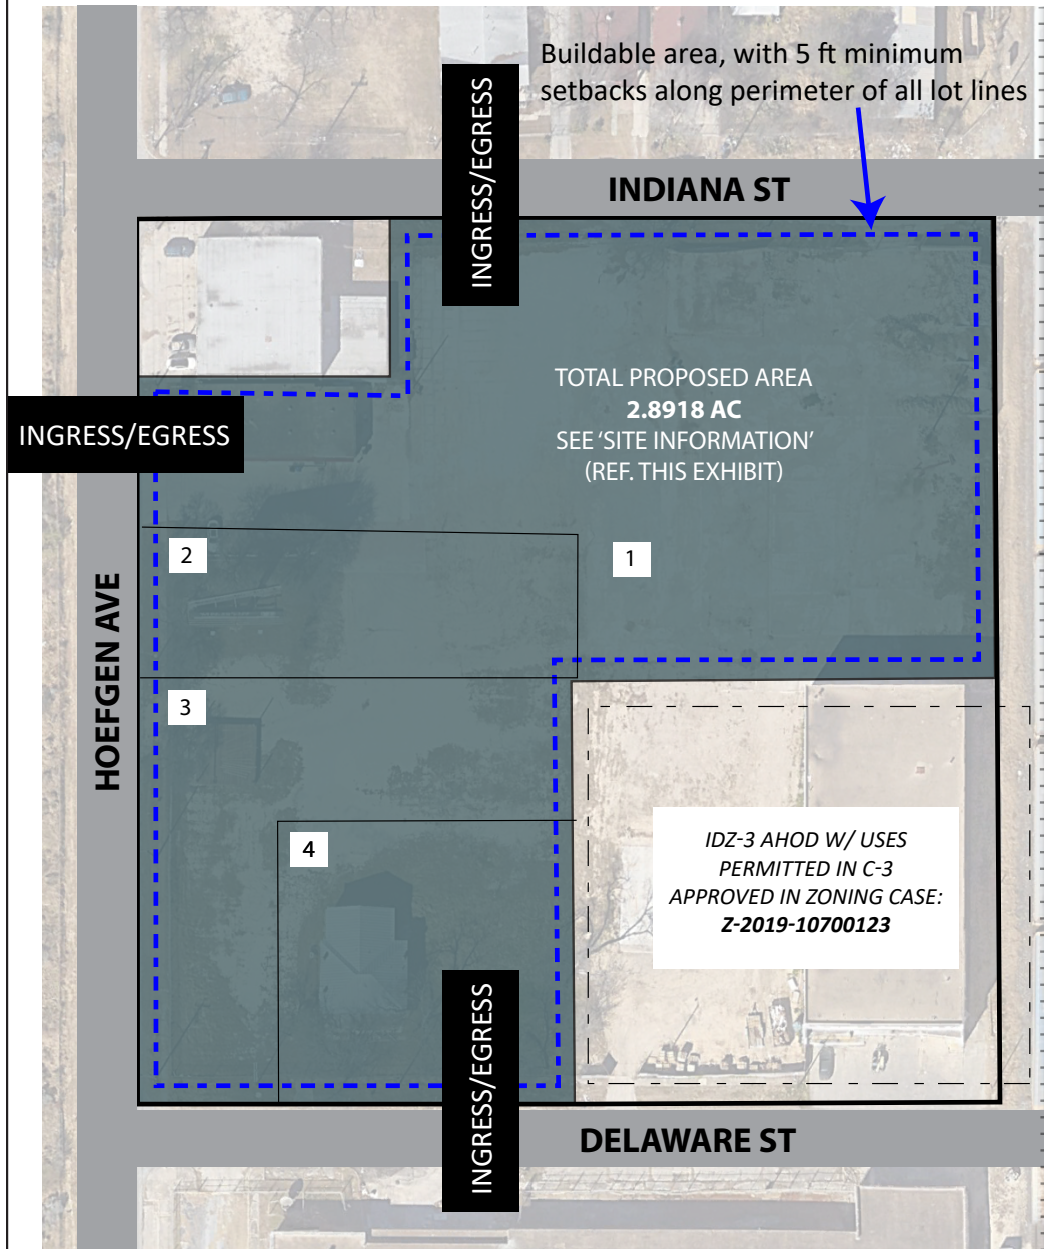 Buildable area, with 5 ft minimum
setbacks along perimeter of all lot lines
INGRESS/EGRESS
INDIANA ST
TOTAL PROPOSED AREA
2.8918 AC
SEE ‘SITE INFORMATION’
(REF. THIS EXHIBIT)
INGRESS/EGRESS
2
1
HOEFGEN AVE
3
4
IDZ-3 AHOD W/ USES
PERMITTED IN C-3
APPROVED IN ZONING CASE:
Z-2019-10700123
INGRESS/EGRESS
DELAWARE ST